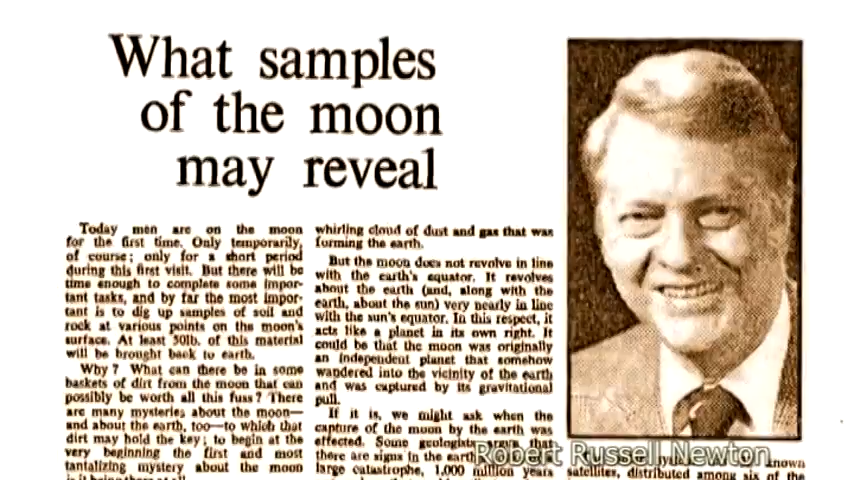 What samples
of the moon
may reveal
Today men are on the moon
for the first time. Only temporarily,
of course; only for a short period
during this first visit. But there will be
time enough to complete some impor-
tant tasks, and by far the most impor-
tant is to dig up samples of soil and
rock at various points on the moon's
surface. At least 50lb. of this material
will be brought back to earth.
Why? What can there be in some
baskets of dirt from the moon that can
possibly be worth all this fuss? There
are many mysteries about the moon—
and about the earth, too—to which that
dirt may hold the key; to begin at the
very beginning the first and most
tantalizing mystery about the moon
is it being there at all
whirling cloud of dust and gas that was
forming the earth.
But the moon does not revolve in line
with the earth's equator. It revolves
about the earth (and, along with the
earth, about the sun) very nearly in line
with the sun's equator. In this respect, it
acts like a planet in its own right. It
could be that the moon was originally
an independent planet that somehow
wandered into the vicinity of the earth
and was captured by its gravitational
pull.
If it is, we might ask when the
capture of the moon by the earth was
effected. Some geologists argue that
there are signs in the earth
large catastrophe, 1,000 million years
known
satellites, distributed among six of the
Robert Russell Newton